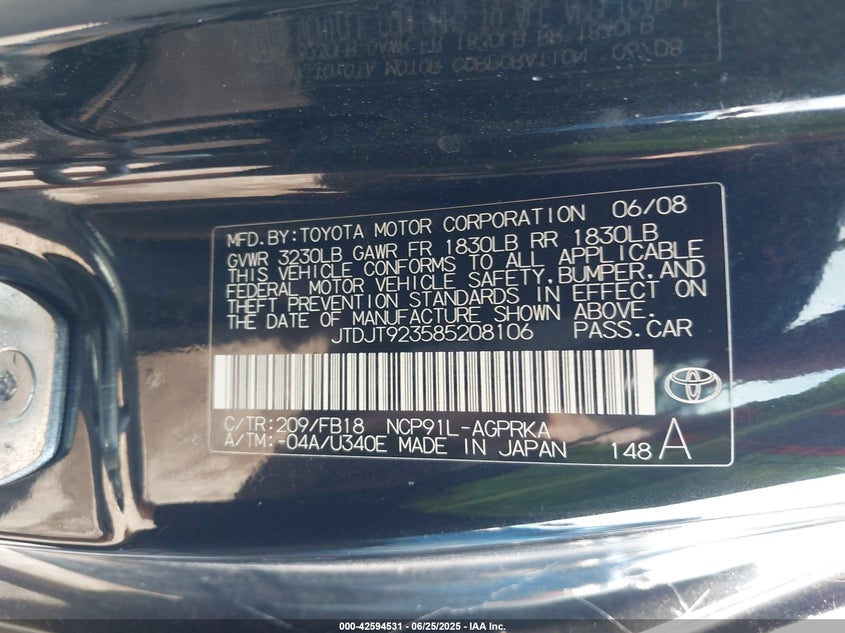 MFD.BY:TOYOTA MOTOR CORPORATION 06/08
GVWR 3230LB GAWR FR 1830LB RR 1830LB
THIS VEHICLE CONFORMS TO ALL APPLICABLE
FEDERAL MOTOR VEHICLE SAFETY,BUMPER,AND
THEFT PREVENTION STANDARDS IN EFFECT ON
THE DATE OF MANUFACTURE SHOWN ABOVE.
JTDJT923585208106 PASS.CAR
C/TR:209/FB18 NCP91L-AGPRKA
A/TM:-04A/U340E MADE IN JAPAN 148 A
000-42594531 - 06/25/2025 - IAA Inc.